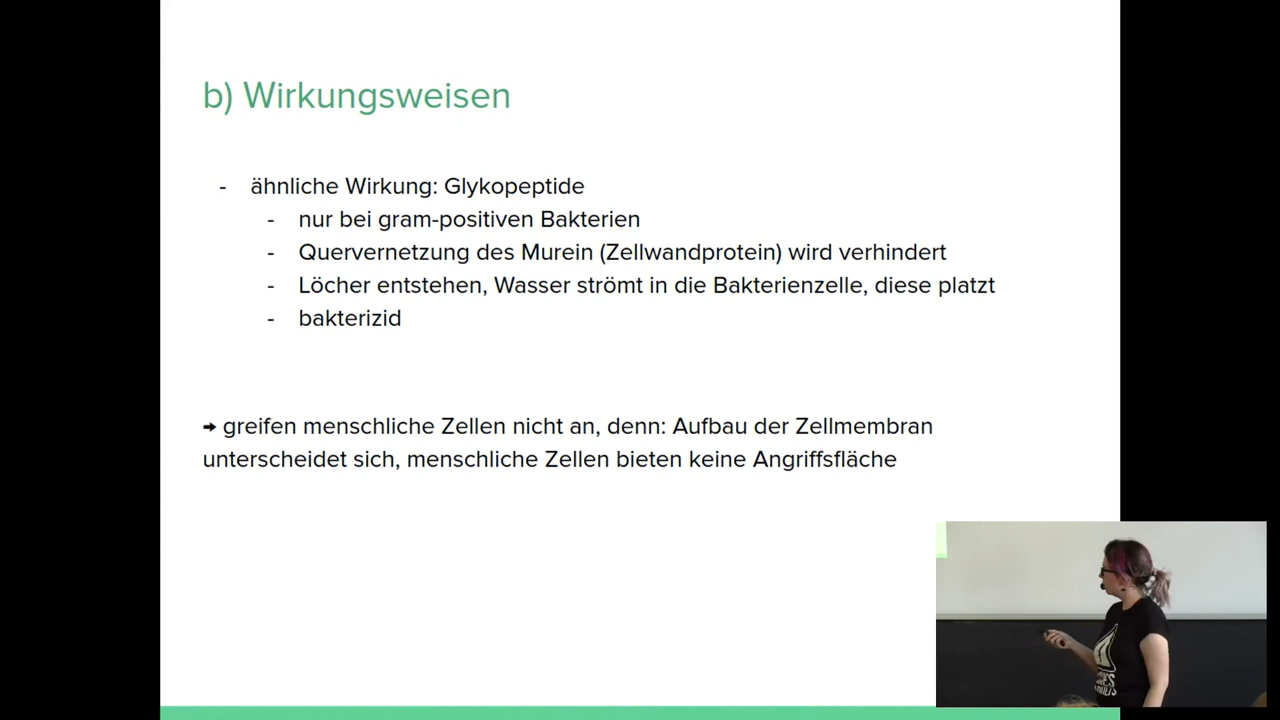 b) Wirkungsweisen
- ähnliche Wirkung: Glykopeptide
- nur bei gram-positiven Bakterien
- Quervernetzung des Murein (Zellwandprotein) wird verhindert
- Löcher entstehen, Wasser strömt in die Bakterienzelle, diese platzt
- bakterizid
➞ greifen menschliche Zellen nicht an, denn: Aufbau der Zellmembran
unterscheidet sich, menschliche Zellen bieten keine Angriffsfläche